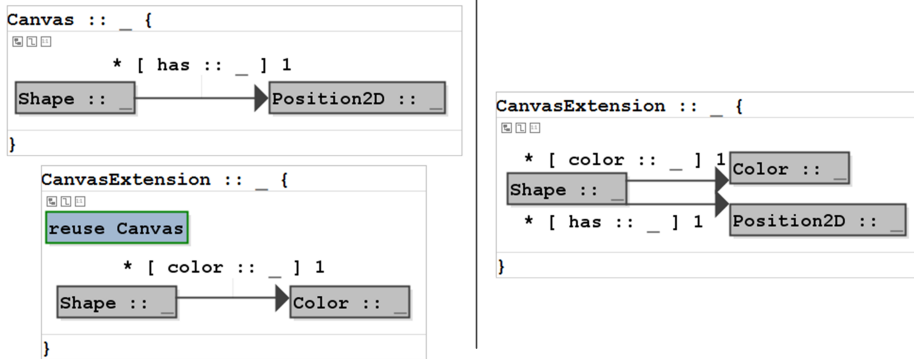 Canvas :: _ {
* [ has :: _ ] 1
Shape :: _
Position2D :: _
}
CanvasExtension :: _ {
reuse Canvas
* [ color :: _ ] 1
Shape :: _
Color :: _
}
CanvasExtension :: _ {
* [ color :: _ ] 1
Color :: _
Shape :: _
* [ has :: _ ] 1
Position2D :: _
}